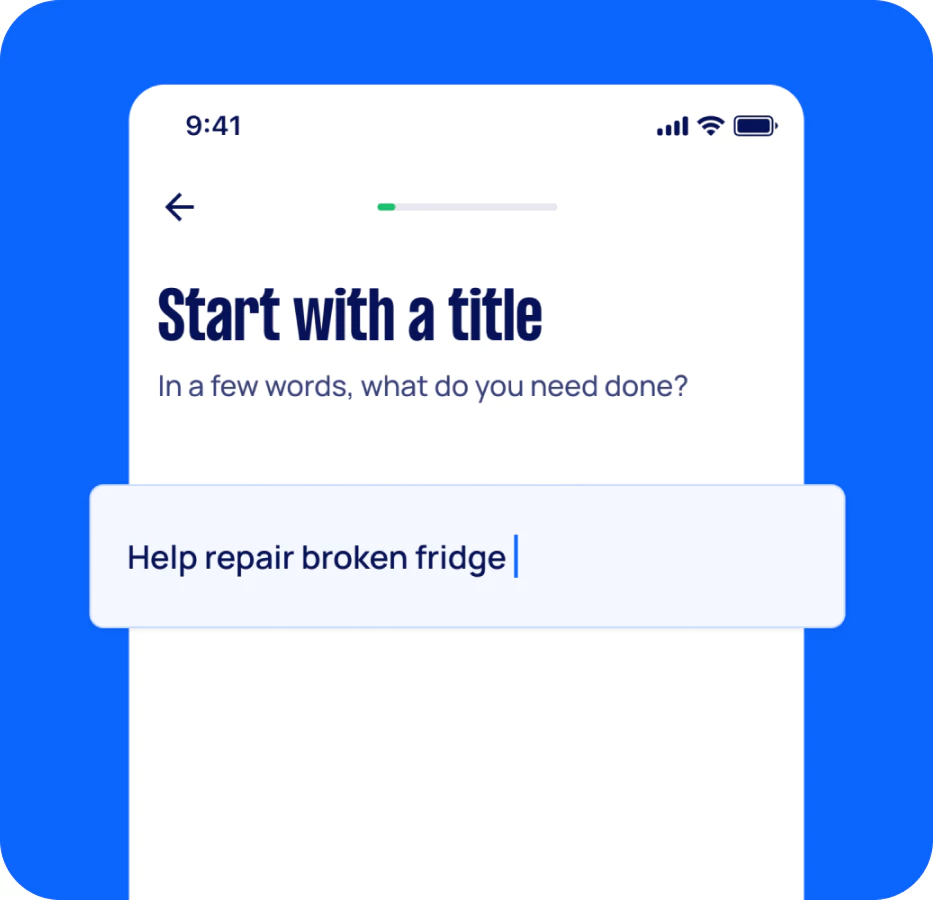 9:41
Start with a title
In a few words, what do you need done?
Help repair broken fridge